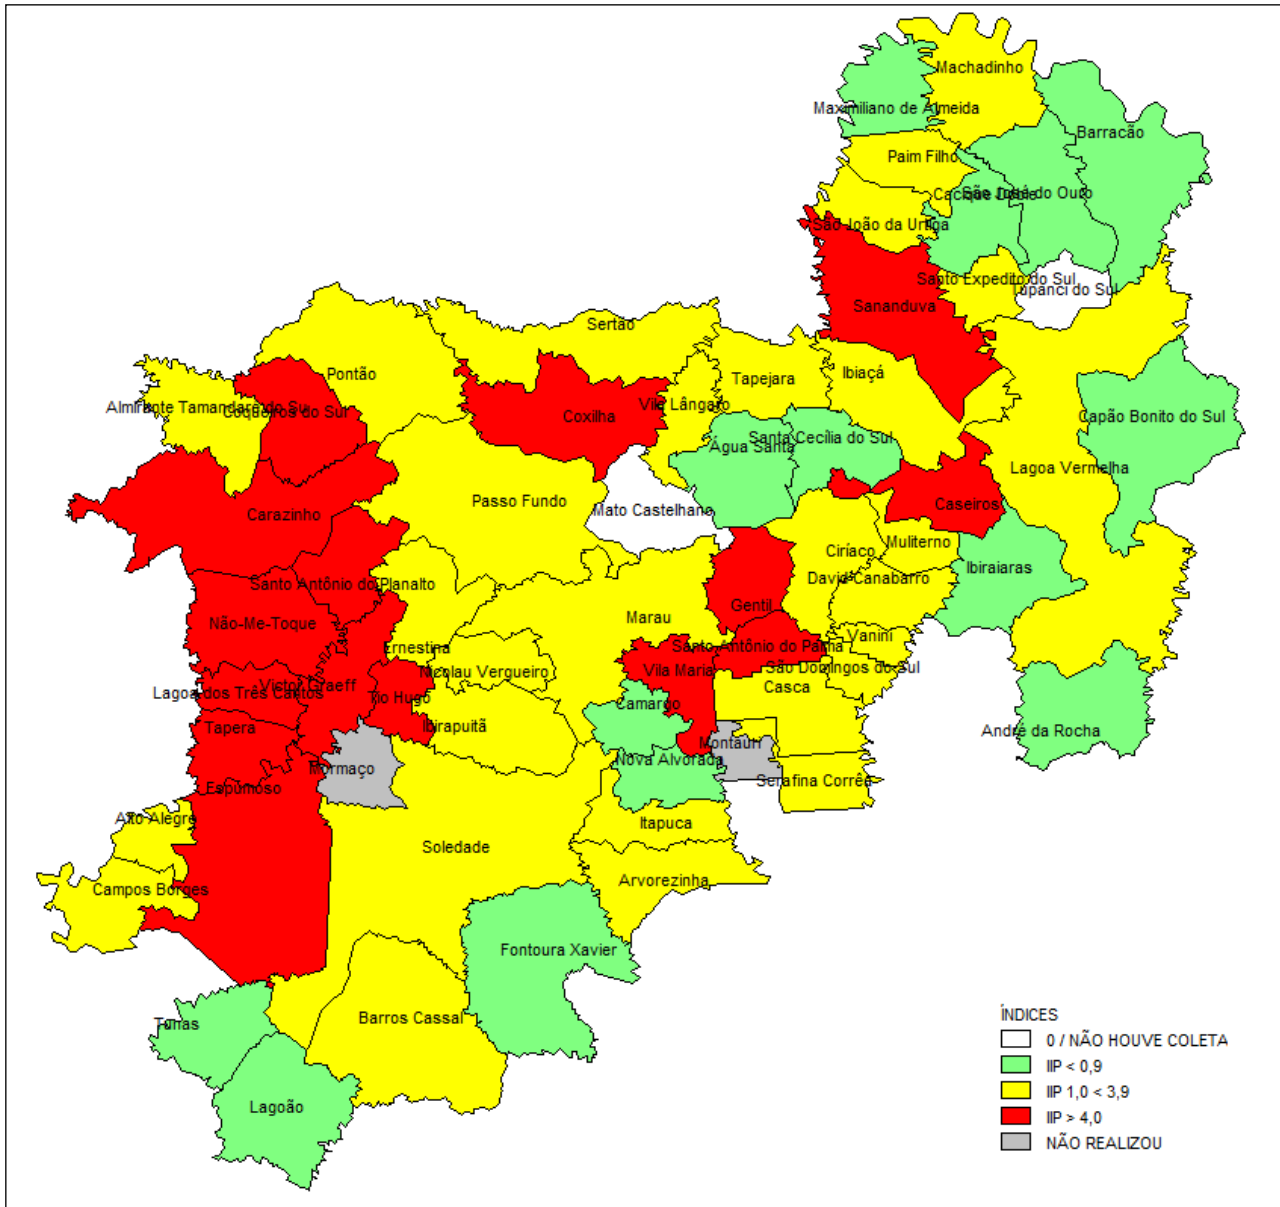 Machadinho
Maximiliano de Almeida
Barracão
Paim Filho
Cacique Doble
São José do Ouro
São João da Urtiga
Santo Expedito do Sul
Tupanci do Sul
Sananduva
Sertão
Pontão
Tapejara
Ibiaçá
Almirante Tamandaré do Sul
Coqueiros do Sul
Coxilha
Vila Lângaro
Capão Bonito do Sul
Água Santa
Santa Cecília do Sul
Lagoa Vermelha
Passo Fundo
Mato Castelhano
Caseiros
Carazinho
Ciríaco
Muliterno
Ibiraiaras
Santo Antônio do Planalto
David Canabarro
Gentil
Não-Me-Toque
Marau
Vanini
Ernestina
Santo Antônio do Palma
Nicolau Vergueiro
Vila Maria
São Domingos do Sul
Casca
Lagoa dos Três Cantos
Victor Graeff
Tio Hugo
Camargo
Tapera
Ibirapuitã
André da Rocha
Montauri
Mormaço
Nova Alvorada
Serafina Corrêa
Espumoso
Alto Alegre
Itapuca
Soledade
Campos Borges
Arvorezinha
Fontoura Xavier
Tunas
Barros Cassal
Lagoão
ÍNDICES
0 / NÃO HOUVE COLETA
IIP < 0,9
IIP 1,0 < 3,9
IIP > 4,0
NÃO REALIZOU